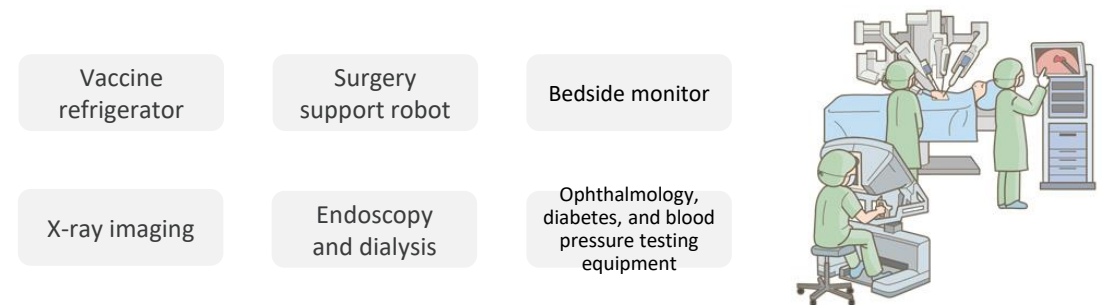 Vaccine
refrigerator
Surgery
support robot
Bedside monitor
X-ray imaging
Endoscopy
and dialysis
Ophthalmology,
diabetes, and blood
pressure testing
equipment